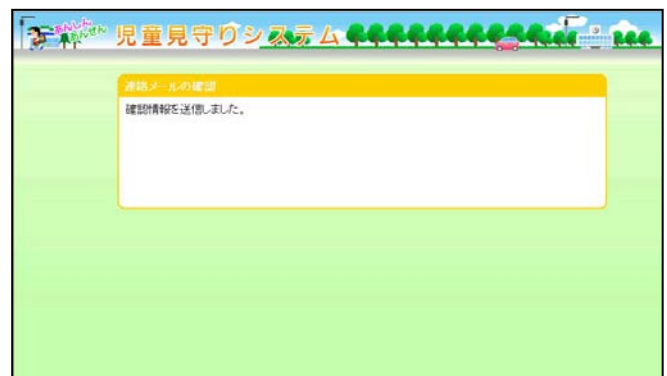 あんしん
あんぜん
児童見守りシステム
連絡メールの確認
確認情報を送信しました。